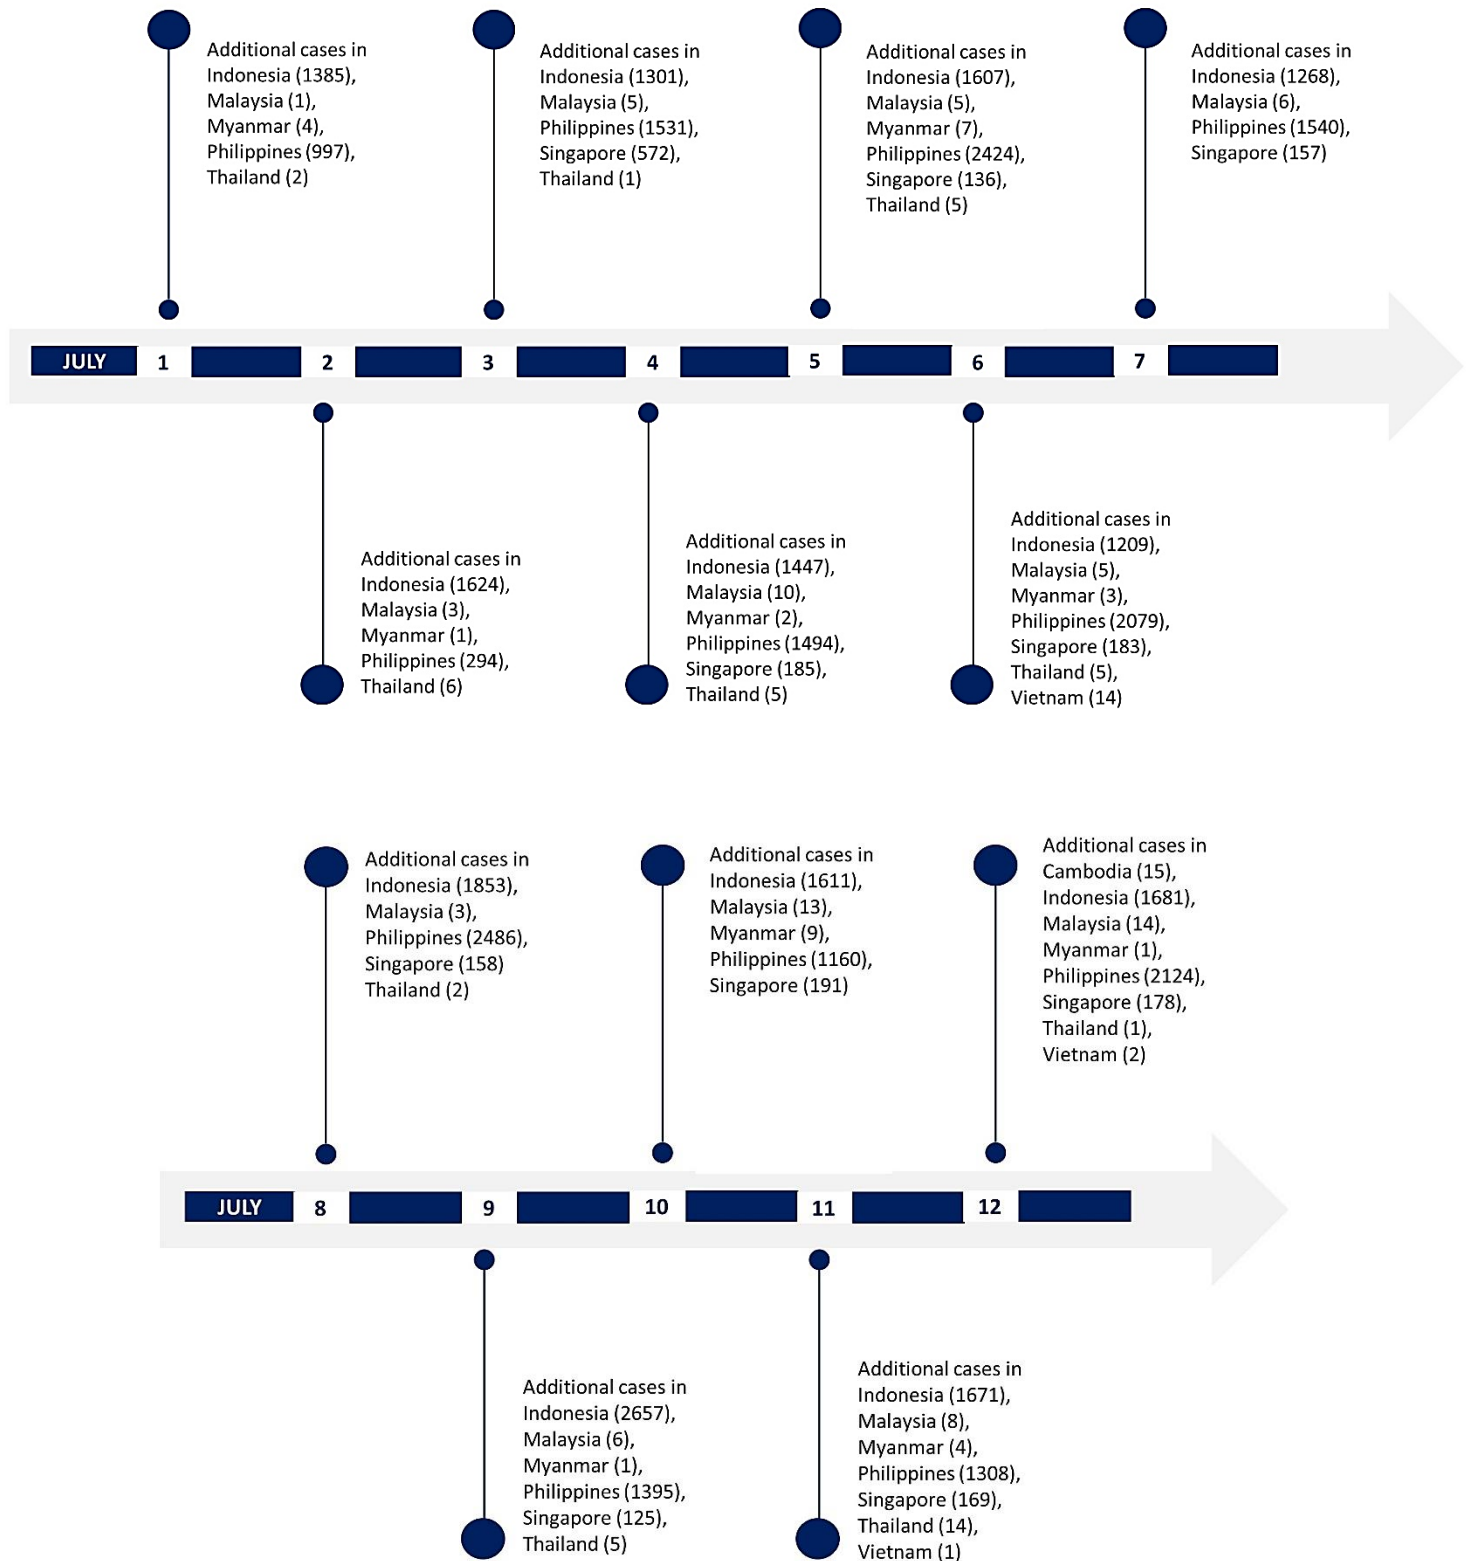 Additional cases in
Indonesia (1385),
Malaysia (1),
Myanmar (4),
Philippines (997),
Thailand (2)
Additional cases in
Indonesia (1301),
Malaysia (5),
Philippines (1531),
Singapore (572),
Thailand (1)
Additional cases in
Indonesia (1607),
Malaysia (5),
Myanmar (7),
Philippines (2424),
Singapore (136),
Thailand (5)
Additional cases in
Indonesia (1268),
Malaysia (6),
Philippines (1540),
Singapore (157)
JULY 1 2 3 4 5 6 7
Additional cases in
Indonesia (1624),
Malaysia (3),
Myanmar (1),
Philippines (294),
Thailand (6)
Additional cases in
Indonesia (1447),
Malaysia (10),
Myanmar (2),
Philippines (1494),
Singapore (185),
Thailand (5)
Additional cases in
Indonesia (1209),
Malaysia (5),
Myanmar (3),
Philippines (2079),
Singapore (183),
Thailand (5),
Vietnam (14)
Additional cases in
Indonesia (1853),
Malaysia (3),
Philippines (2486),
Singapore (158)
Thailand (2)
Additional cases in
Indonesia (1611),
Malaysia (13),
Myanmar (9),
Philippines (1160),
Singapore (191)
Additional cases in
Cambodia (15),
Indonesia (1681),
Malaysia (14),
Myanmar (1),
Philippines (2124),
Singapore (178),
Thailand (1),
Vietnam (2)
JULY 8 9 10 11 12
Additional cases in
Indonesia (2657),
Malaysia (6),
Myanmar (1),
Philippines (1395),
Singapore (125),
Thailand (5)
Additional cases in
Indonesia (1671),
Malaysia (8),
Myanmar (4),
Philippines (1308),
Singapore (169),
Thailand (14),
Vietnam (1)